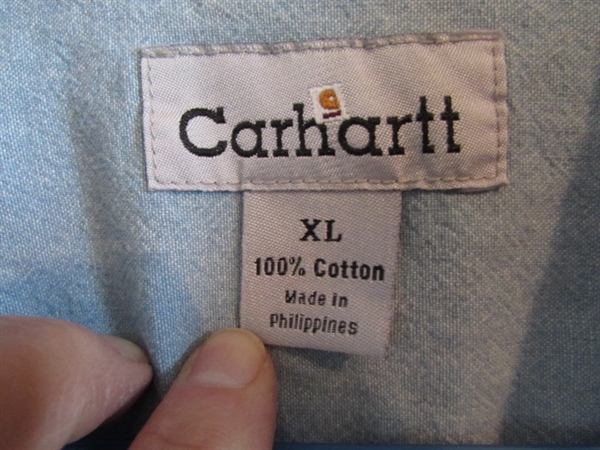 Carhartt
XL
100% Cotton
Made in
Philippines